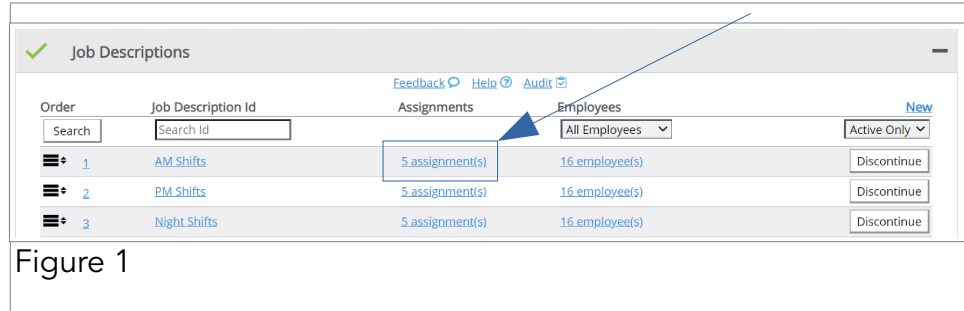 Job Descriptions
Feedback Help Audit
Order Job Description Id Assignments Employees New
Search Search Id All Employees Active Only
1 AM Shifts 5 assignment(s) 16 employee(s) Discontinue
2 PM Shifts 5 assignment(s) 16 employee(s) Discontinue
3 Night Shifts 5 assignment(s) 16 employee(s) Discontinue
Figure 1